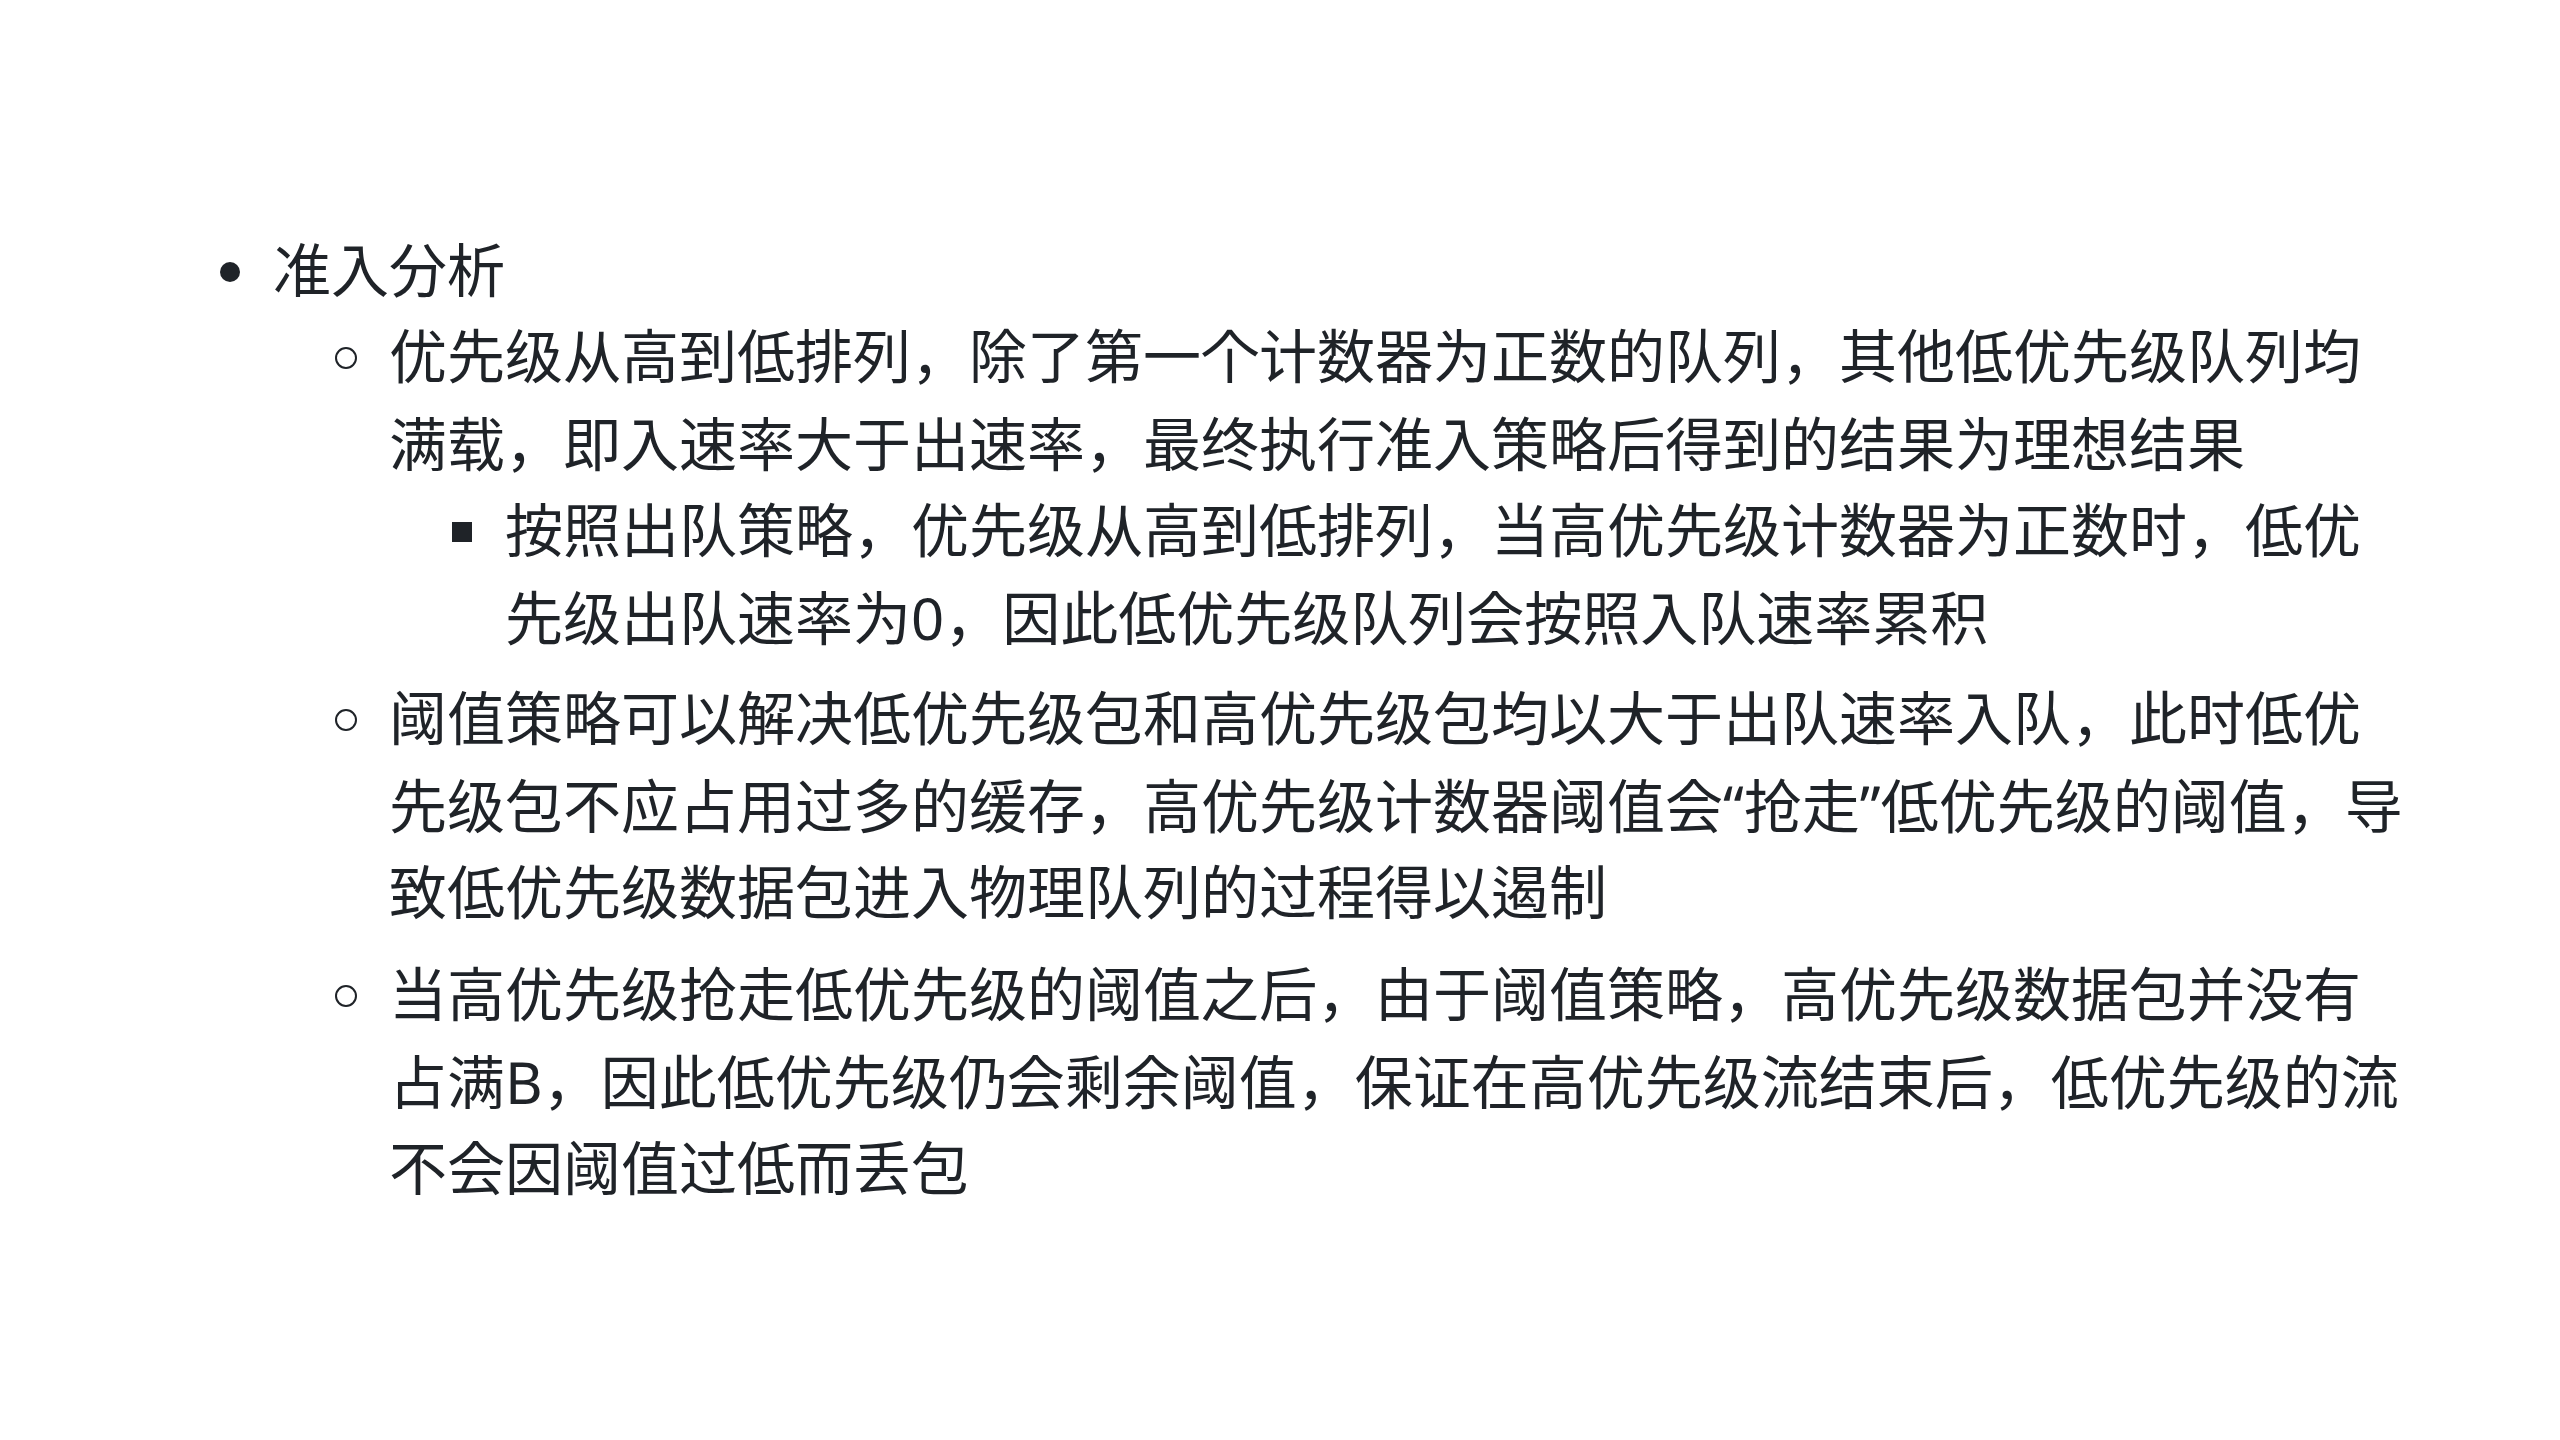 准入分析
优先级从高到低排列，除了第一个计数器为正数的队列，其他低优先级队列均
满载，即入速率大于出速率，最终执行准入策略后得到的结果为理想结果
按照出队策略，优先级从高到低排列，当高优先级计数器为正数时，低优
先级出队速率为0，因此低优先级队列会按照入队速率累积
阈值策略可以解决低优先级包和高优先级包均以大于出队速率入队，此时低优
先级包不应占用过多的缓存，高优先级计数器阈值会“抢走”低优先级的阈值，导
致低优先级数据包进入物理队列的过程得以遏制
当高优先级抢走低优先级的阈值之后，由于阈值策略，高优先级数据包并没有
占满B，因此低优先级仍会剩余阈值，保证在高优先级流结束后，低优先级的流
不会因阈值过低而丢包